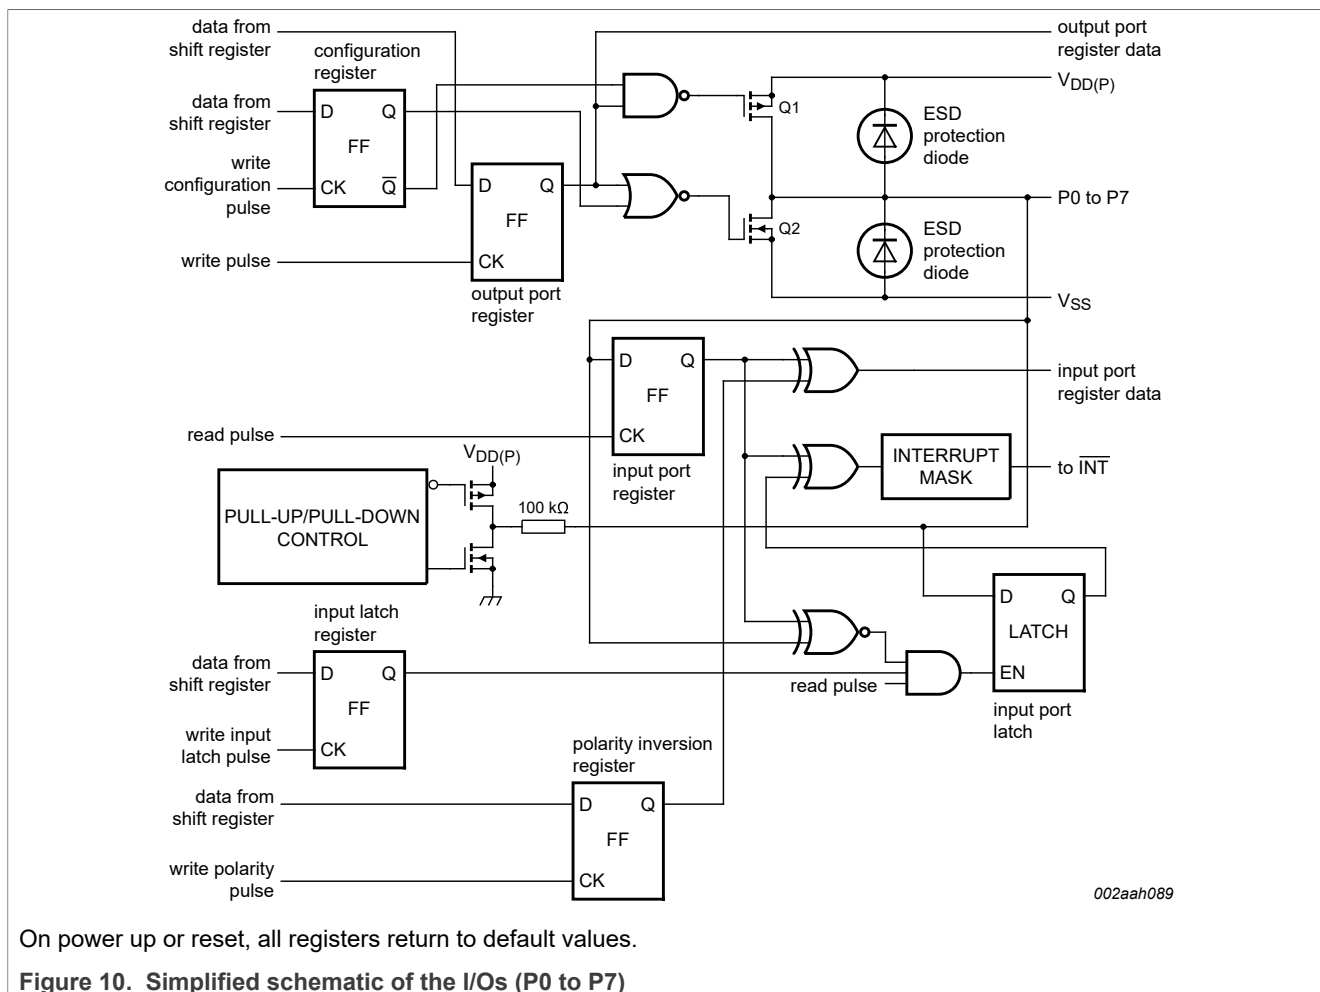 data from
shift register
configuration
register
output port
register data
VDD(P)
data from
shift register
D
Q
FF
CK
Q̅
write
configuration
pulse
Q1
ESD
protection
diode
D
Q
FF
CK
output port
register
write pulse
P0 to P7
Q2
ESD
protection
diode
VSS
D
Q
FF
CK
input port
register
input port
register data
read pulse
VDD(P)
INTERRUPT
MASK
to I̅N̅T̅
PULL-UP/PULL-DOWN
CONTROL
100 kΩ
input latch
register
D
Q
LATCH
EN
input port
latch
data from
shift register
D
Q
FF
CK
read pulse
write input
latch pulse
polarity inversion
register
data from
shift register
D
Q
FF
CK
write polarity
pulse
002aah089
On power up or reset, all registers return to default values.
Figure 10. Simplified schematic of the I/Os (P0 to P7)